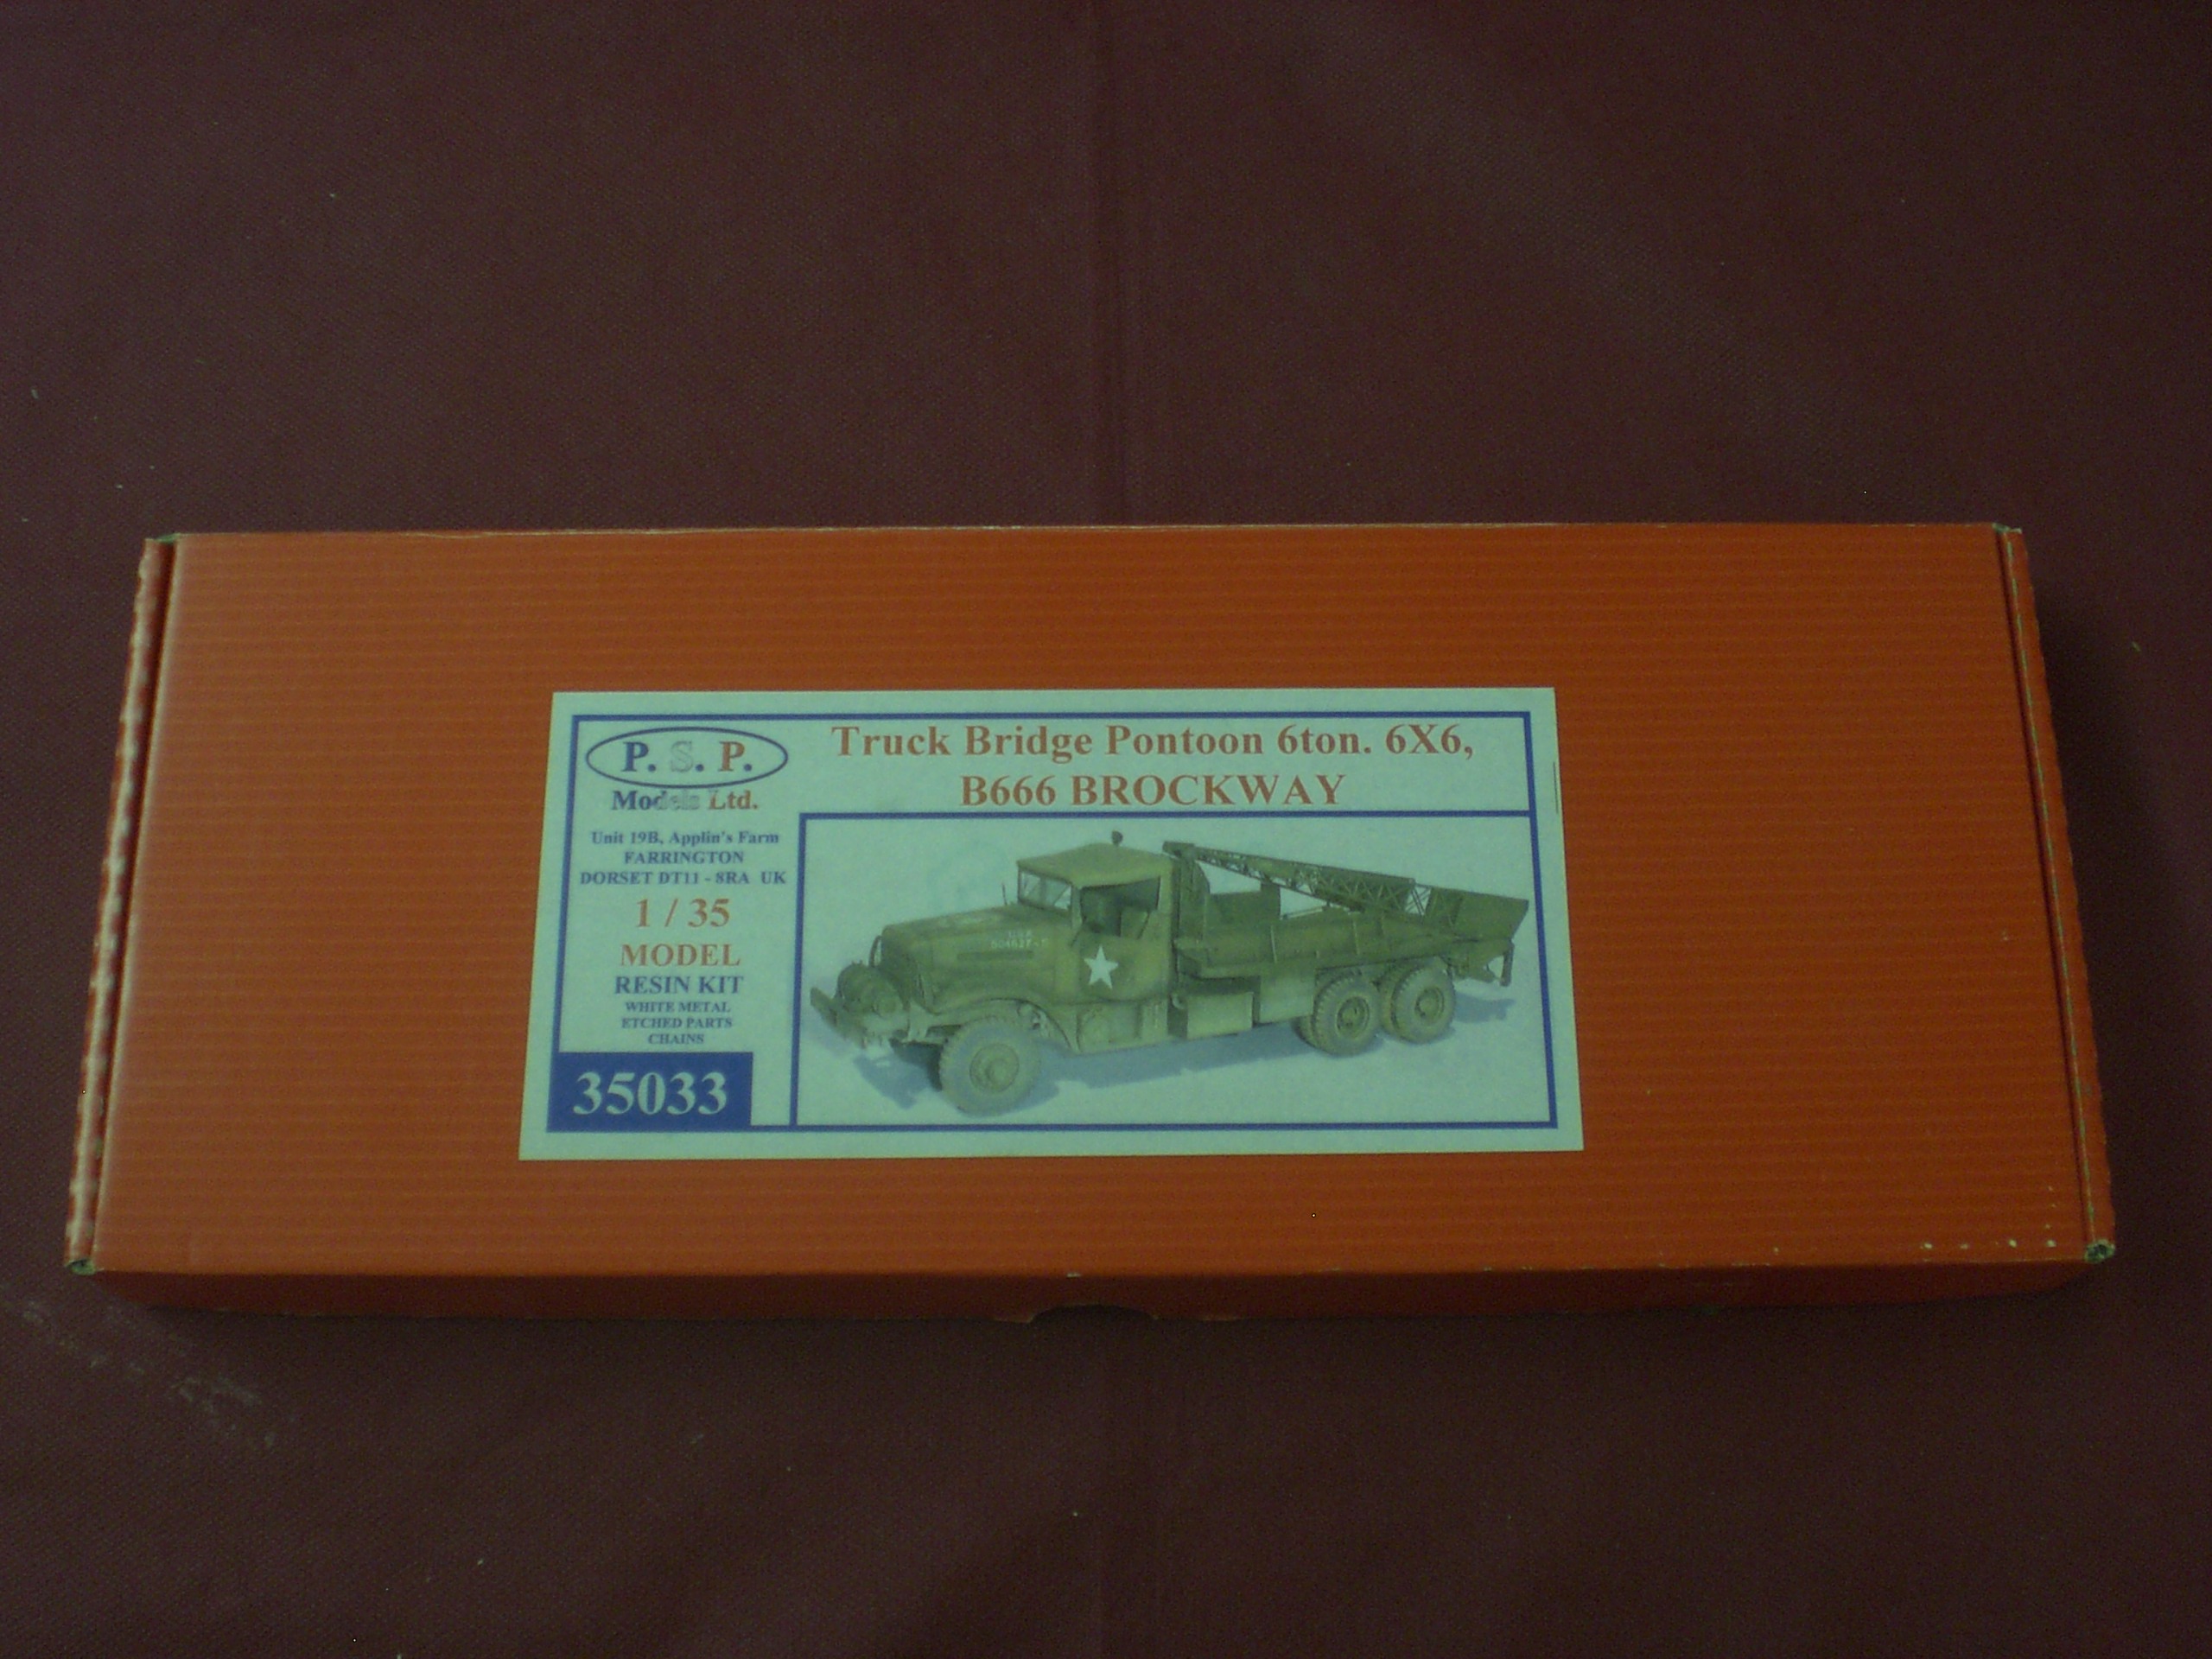 P. S. P.
Models Ltd.
Unit 19B, Applin's Farm
FARRINGTON
DORSET DT11 - 8RA UK
1 / 35
MODEL
RESIN KIT
WHITE METAL
ETCHED PARTS
CHAINS
35033
Truck Bridge Pontoon 6ton. 6X6,
B666 BROCKWAY